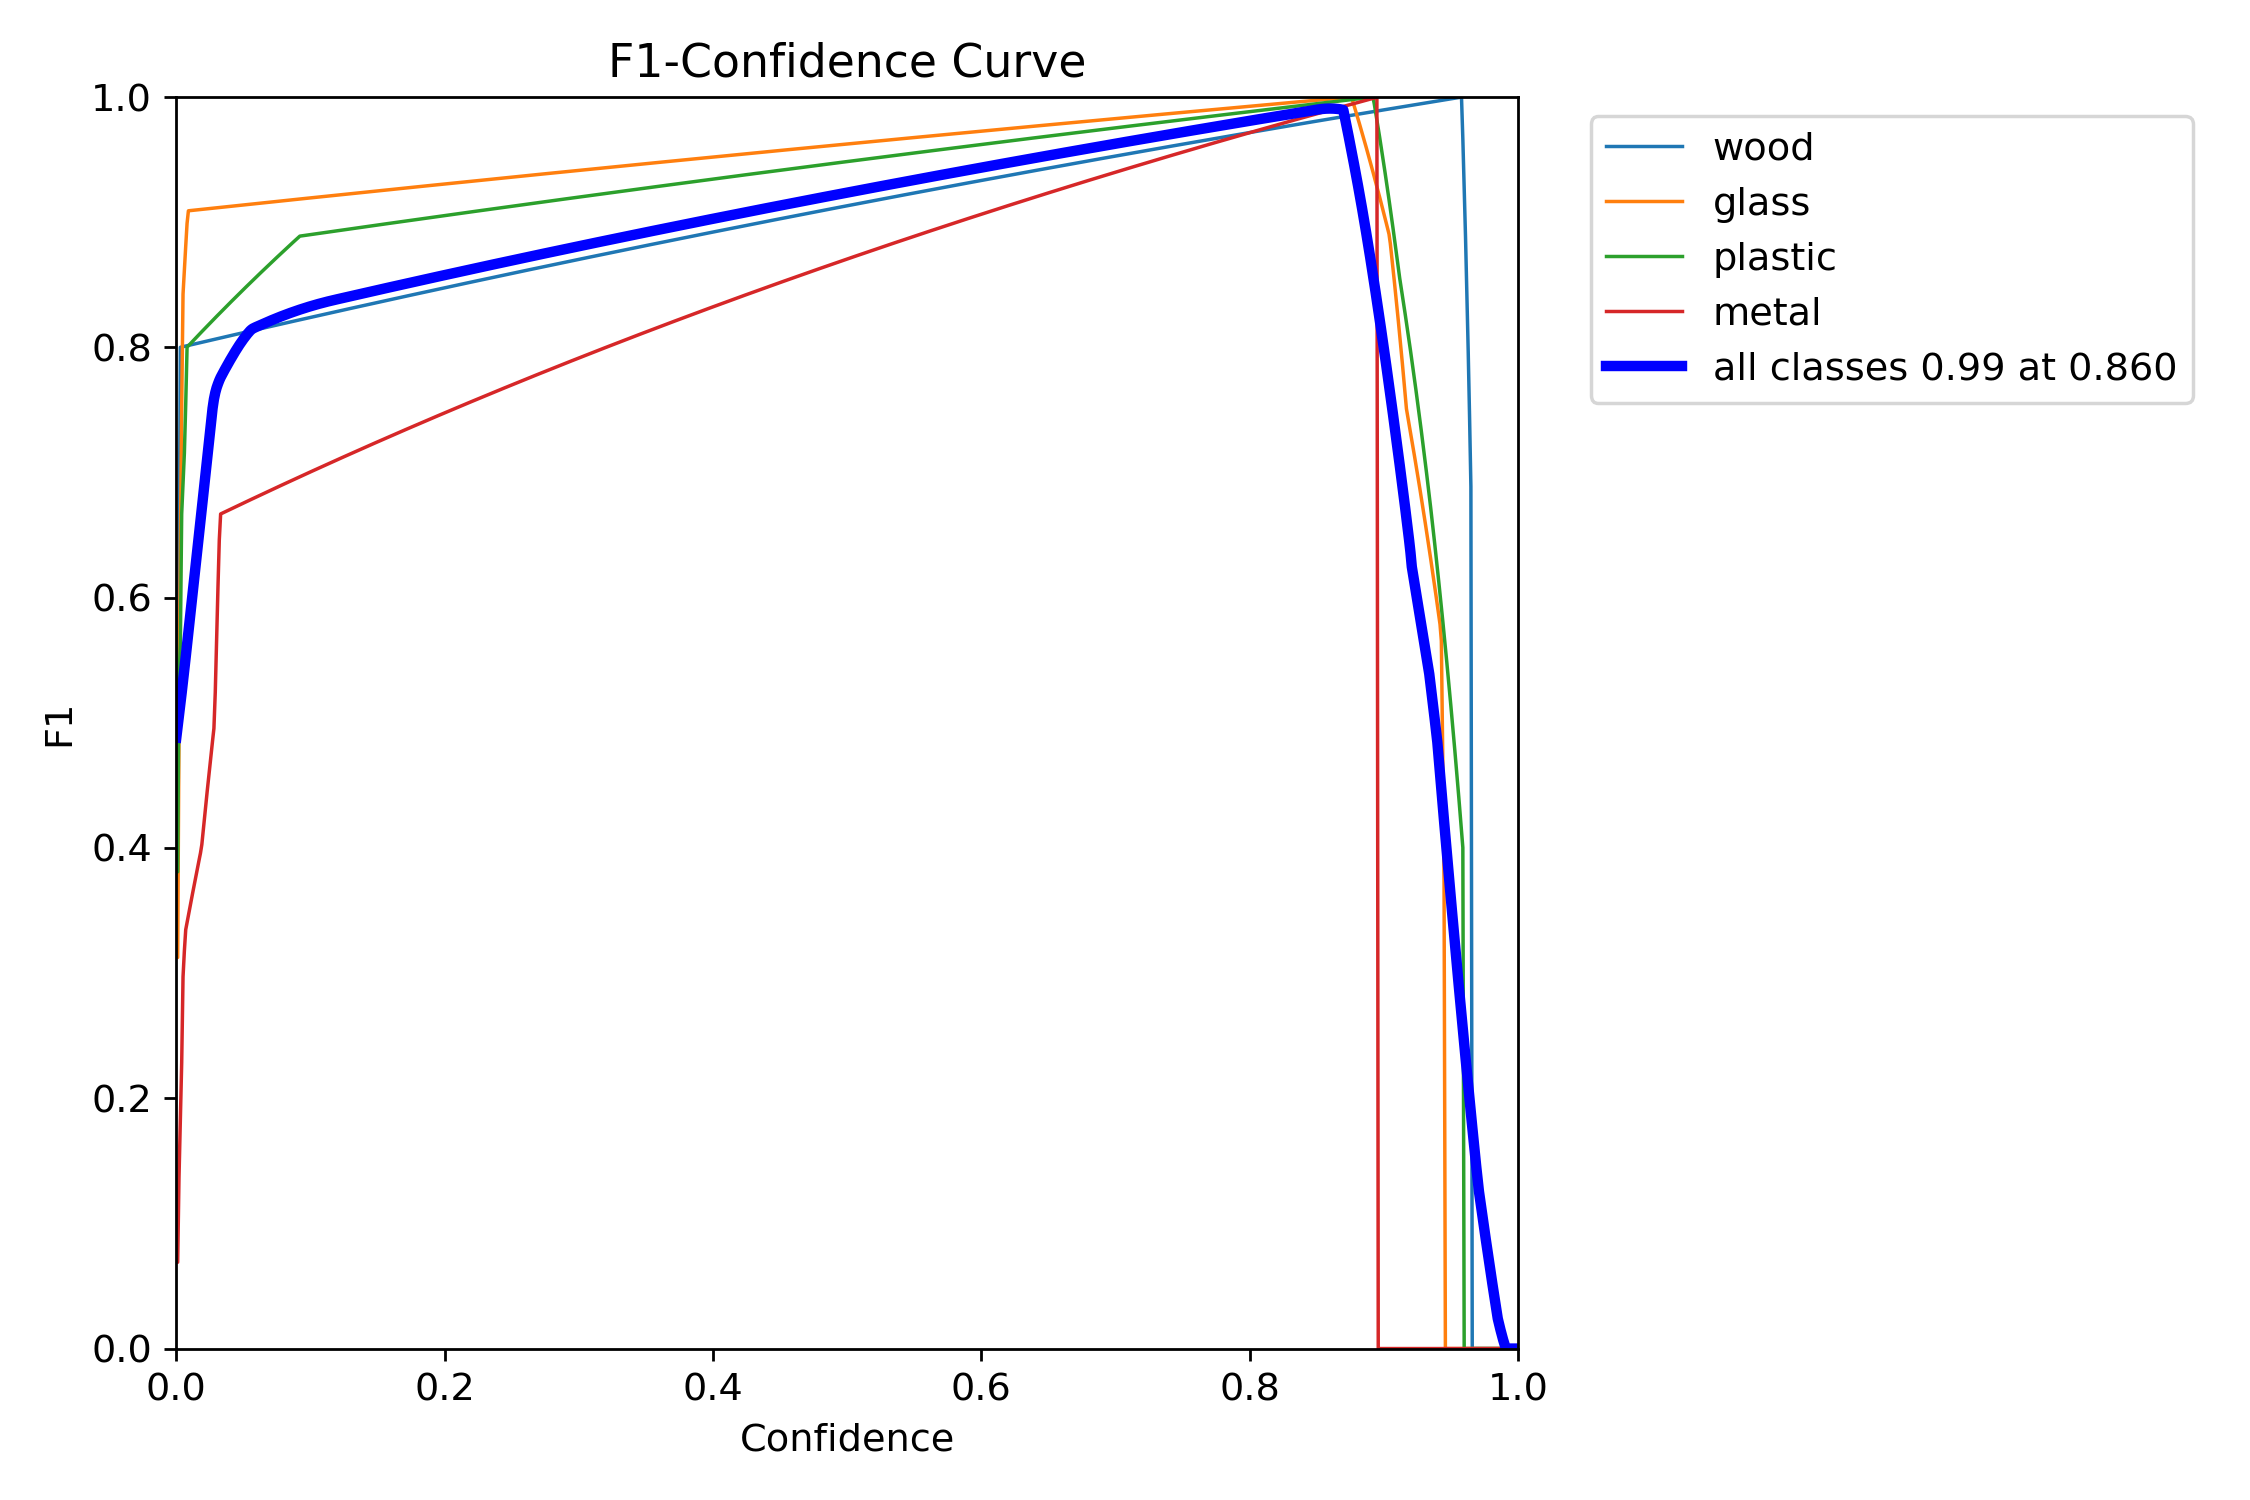 F1-Confidence Curve
1.0
0.8
0.6
0.4
0.2
0.0
F1
0.0 0.2 0.4 0.6 0.8 1.0
Confidence
wood
glass
plastic
metal
all classes 0.99 at 0.860